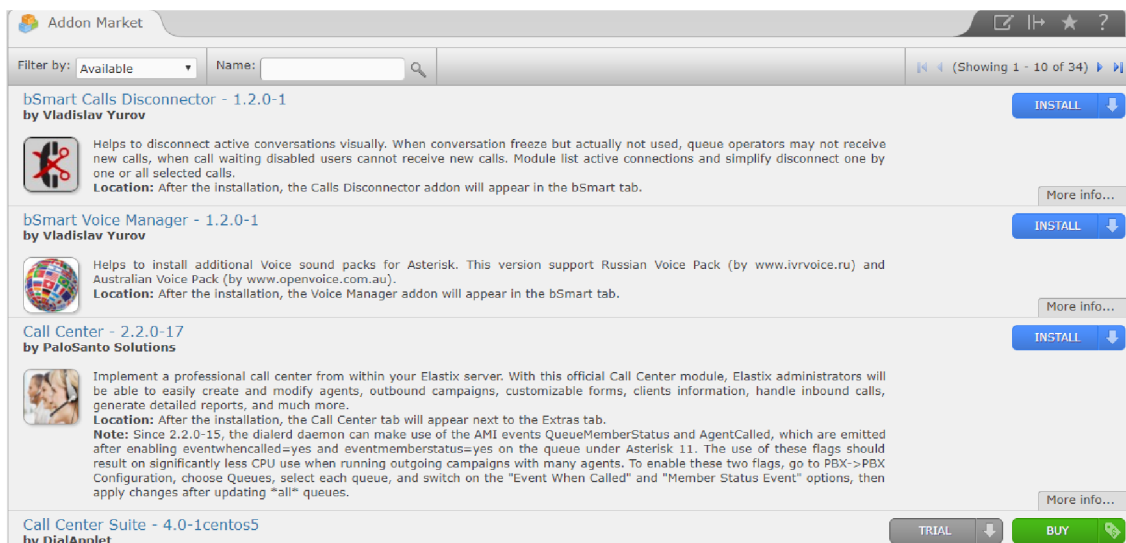 Addon Market
?
Filter by: Available
Name:
(Showing 1 - 10 of 34)
bSmart Calls Disconnector - 1.2.0-1
INSTALL
by Vladislav Yurov
Helps to disconnect active conversations visually. When conversation freeze but actually not used, queue operators may not receive
new calls, when call waiting disabled users cannot receive new calls. Module list active connections and simplify disconnect one by
one or all selected calls.
Location: After the installation, the Calls Disconnector addon will appear in the bSmart tab.
More info...
bSmart Voice Manager - 1.2.0-1
INSTALL
by Vladislav Yurov
Helps to install additional Voice sound packs for Asterisk. This version support Russian Voice Pack (by www.ivrvoice.ru) and
Australian Voice Pack (by www.openvoice.com.au).
Location: After the installation, the Voice Manager addon will appear in the bSmart tab.
More info...
Call Center - 2.2.0-17
INSTALL
by PaloSanto Solutions
Implement a professional call center from within your Elastix server. With this official Call Center module, Elastix administrators will
be able to easily create and modify agents, outbound campaigns, customizable forms, clients information, handle inbound calls,
generate detailed reports, and much more.
Location: After the installation, the Call Center tab will appear next to the Extras tab.
Note: Since 2.2.0-15, the dialerd daemon can make use of the AMI events QueueMemberStatus and AgentCalled, which are emitted
after enabling eventwhencalled=yes and eventmemberstatus=yes on the queue under Asterisk 11. The use of these flags should
result on significantly less CPU use when running outgoing campaigns with many agents. To enable these two flags, go to PBX->PBX
Configuration, choose Queues, select each queue, and switch on the "Event When Called" and "Member Status Event" options, then
apply changes after updating *all* queues.
More info...
Call Center Suite - 4.0-1centos5
TRIAL
BUY
by DialApplet